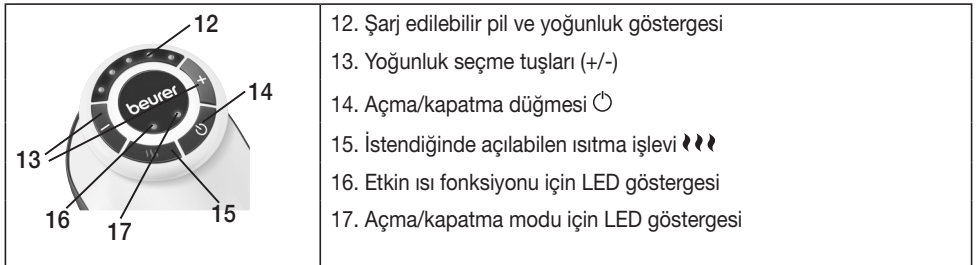 12
beurer
+
-
14
13
16
17
15
12. Şarj edilebilir pil ve yoğunluk göstergesi
13. Yoğunluk seçme tuşları (+/-)
14. Açma/kapatma düğmesi
15. İstendiğinde açılabilen ısıtma işlevi
16. Etkin ısı fonksiyonu için LED göstergesi
17. Açma/kapatma modu için LED göstergesi